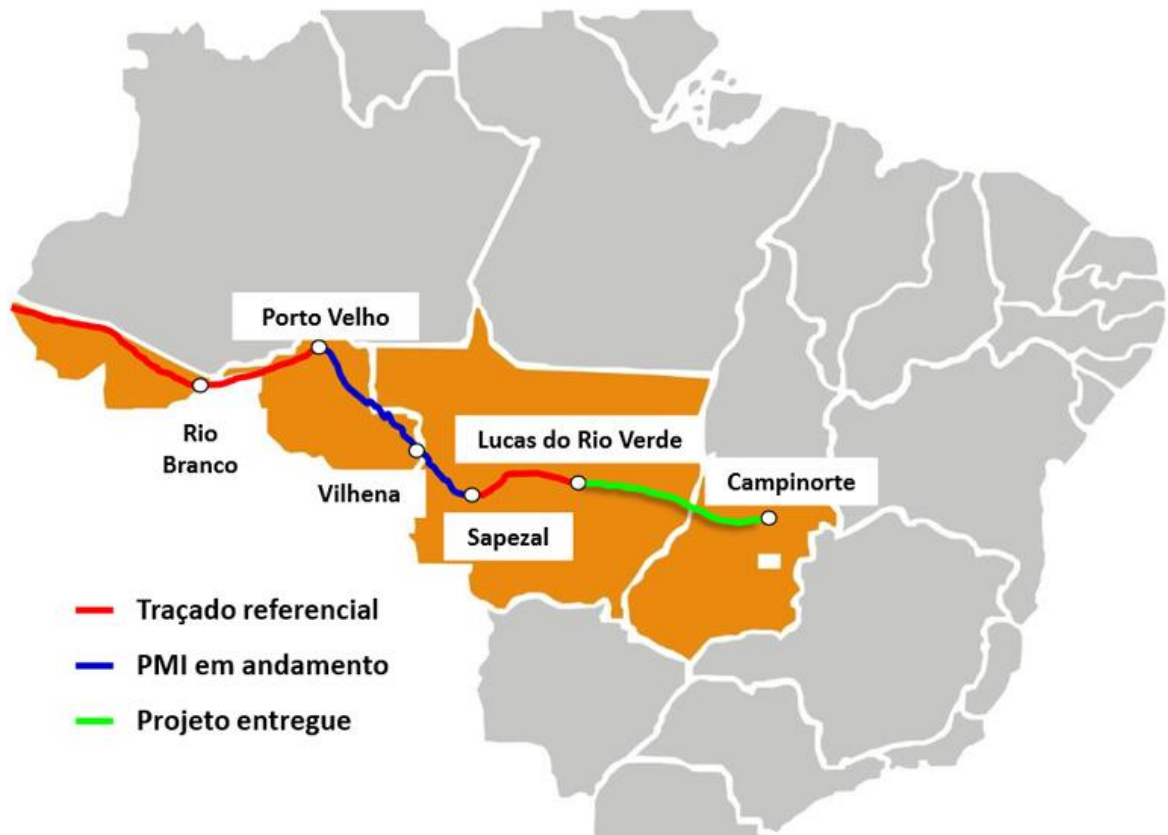 Porto Velho
Rio
Branco
Lucas do Rio Verde
Vilhena
Campinorte
Sapezal
Traçado referencial
PMI em andamento
Projeto entregue